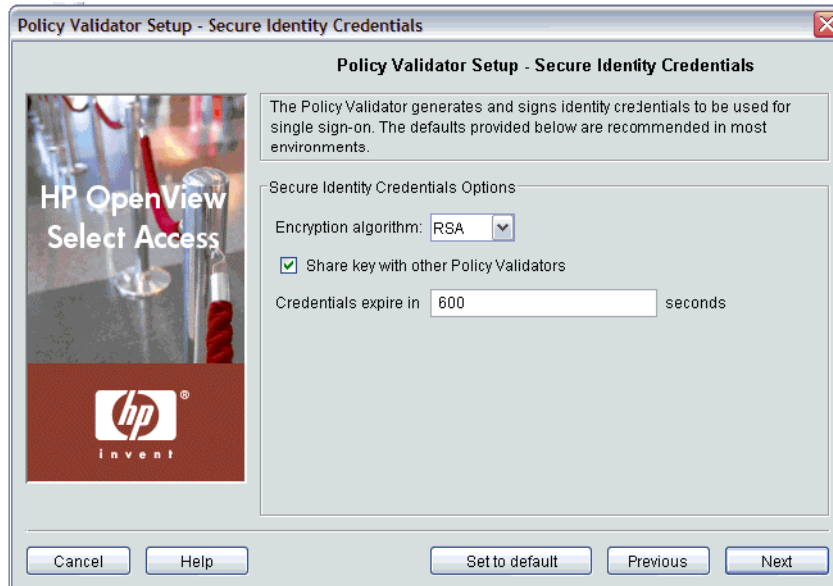 Policy Validator Setup - Secure Identity Credentials
Policy Validator Setup - Secure Identity Credentials
The Policy Validator generates and signs identity credentials to be used for
single sign-on. The defaults provided below are recommended in most
environments.
HP OpenView
Select Access
hp
®
invent
Secure Identity Credentials Options
Encryption algorithm: RSA
Share key with other Policy Validators
Credentials expire in 600 seconds
Cancel Help Set to default Previous Next